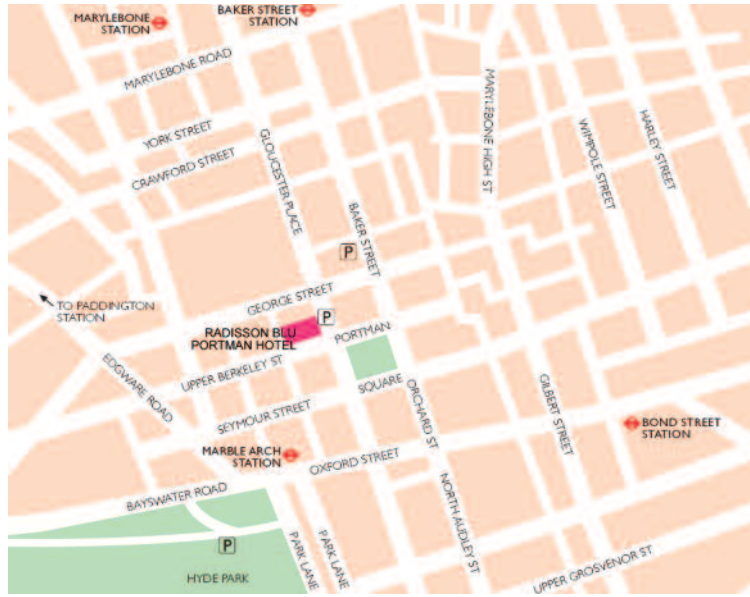 MARYLEBONE
STATION
BAKER STREET
STATION
MARYLEBONE ROAD
YORK STREET
CRAWFORD STREET
GLOUCESTER PLACE
BAKER STREET
MARYLEBONE HIGH ST
WIMPOLE STREET
HARLEY STREET
P
GEORGE STREET
TO PADDINGTON
STATION
P
RADISSON BLU
PORTMAN HOTEL
PORTMAN
SQUARE
UPPER BERKELEY ST
EDGWARE ROAD
SEYMOUR STREET
ORCHARD ST
GILBERT STREET
BOND STREET
STATION
MARBLE ARCH
STATION
OXFORD STREET
BAYSWATER ROAD
NORTH AUDLEY ST
PARK LANE
PARK LANE
P
HYDE PARK
UPPER GROSVENOR ST